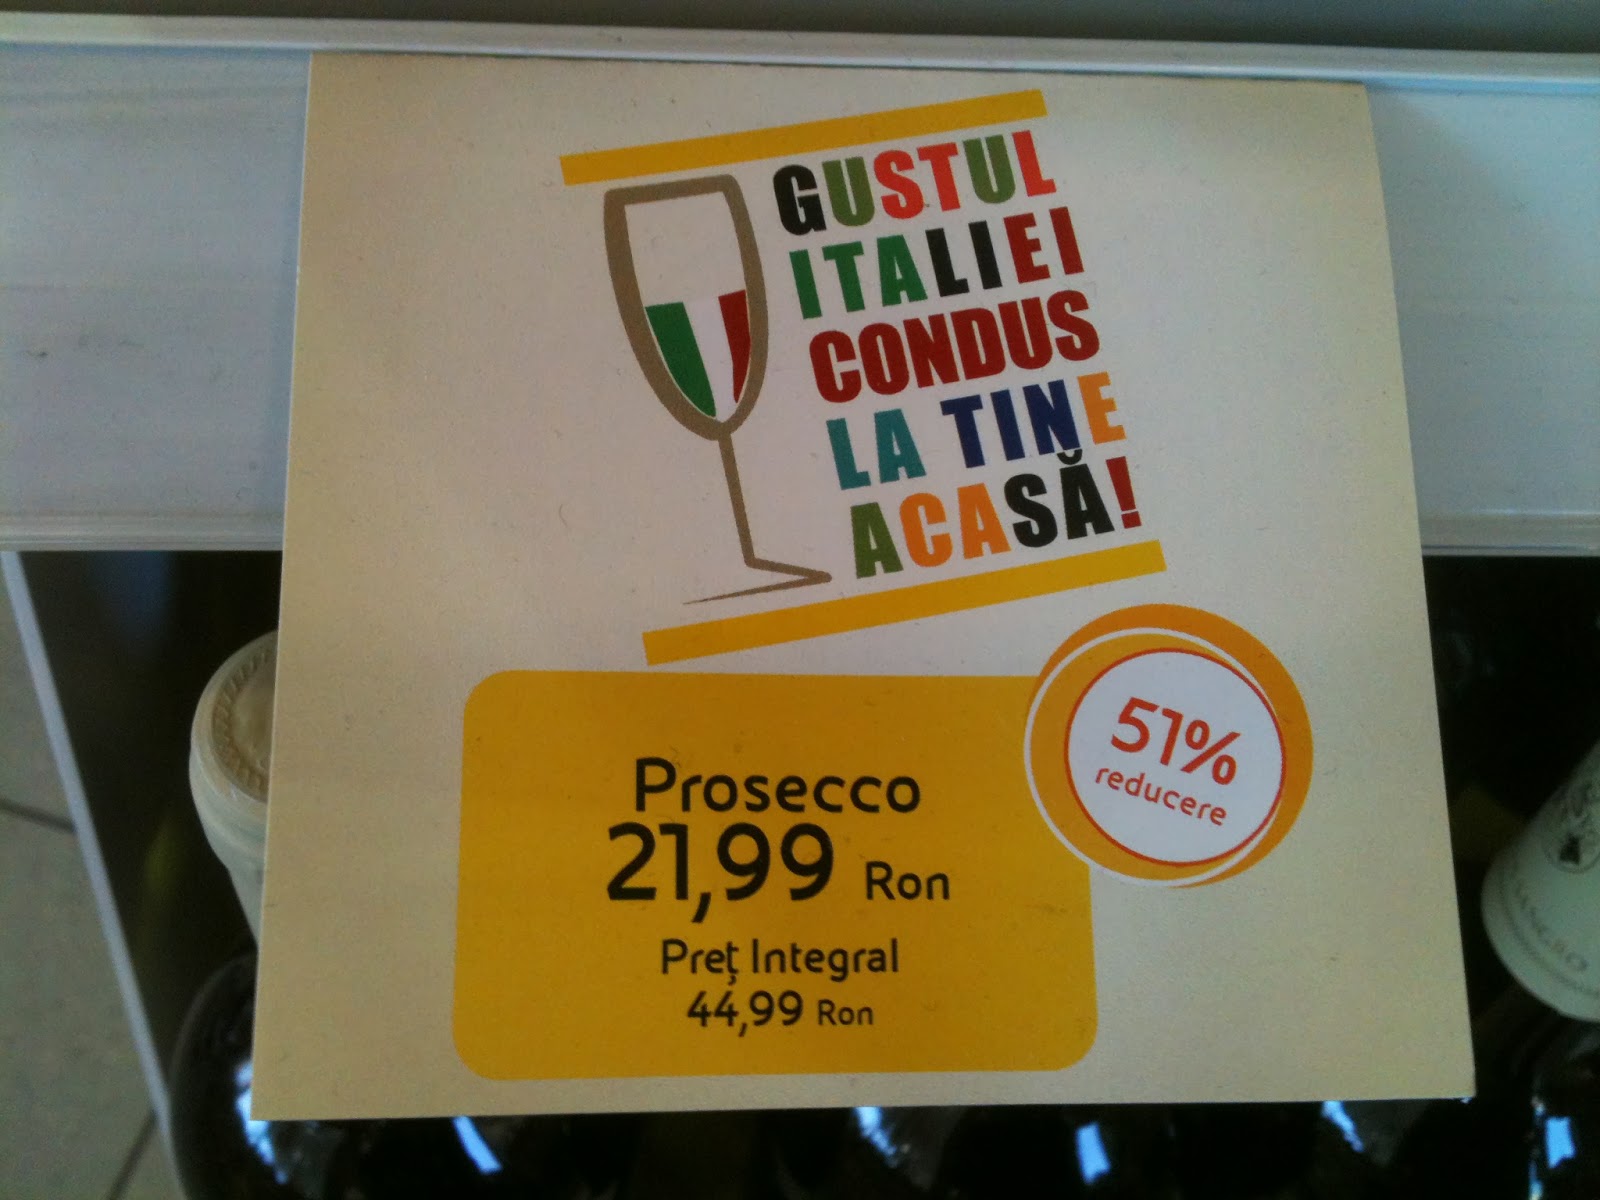 GUSTUL
ITALIEI
CONDUS
LA TINE
ACASĂ!
51%
reducere
Prosecco
21,99 Ron
Preț Integral
44,99 Ron